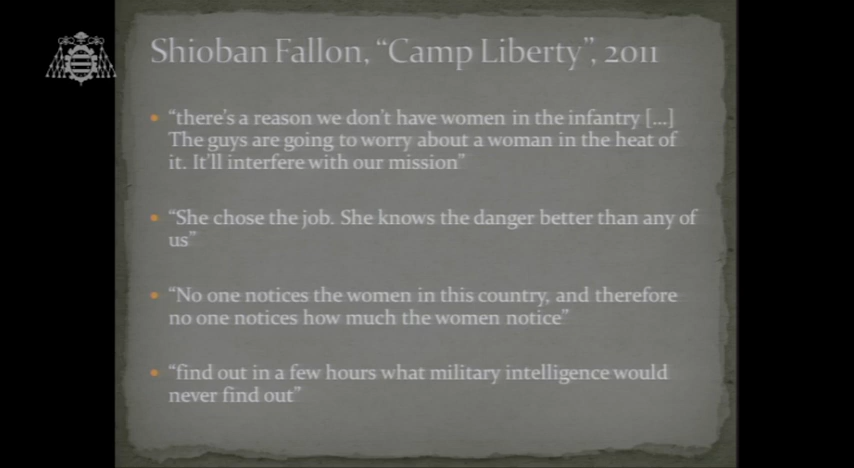 Shioban Fallon, “Camp Liberty”, 2011
“there’s a reason we don’t have women in the infantry [...]
The guys are going to worry about a woman in the heat of
it. It’ll interfere with our mission”
“She chose the job. She knows the danger better than any of
us”
“No one notices the women in this country, and therefore
no one notices how much the women notice”
“find out in a few hours what military intelligence would
never find out”